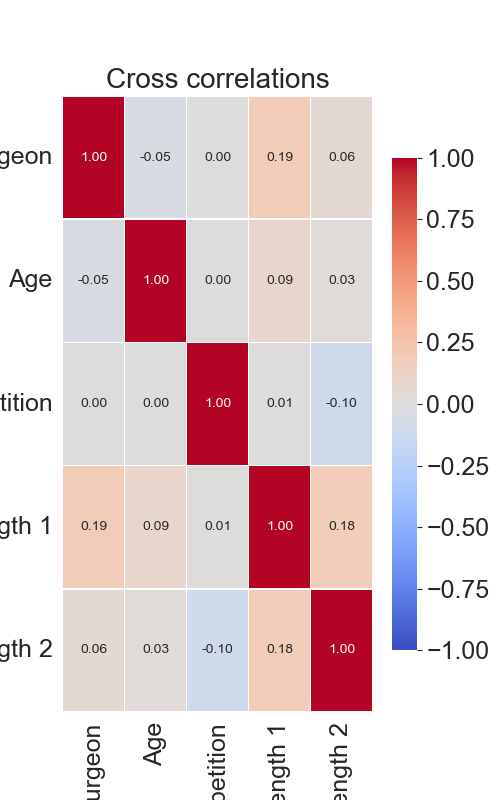 Cross correlations
geon 1.00 -0.05 0.00 0.19 0.06
Age -0.05 1.00 0.00 0.09 0.03
tition 0.00 0.00 1.00 0.01 -0.10
gth 1 0.19 0.09 0.01 1.00 0.18
gth 2 0.06 0.03 -0.10 0.18 1.00
urgeon
Age
petition
ength 1
ength 2
1.00
0.75
0.50
0.25
0.00
−0.25
−0.50
−0.75
−1.00